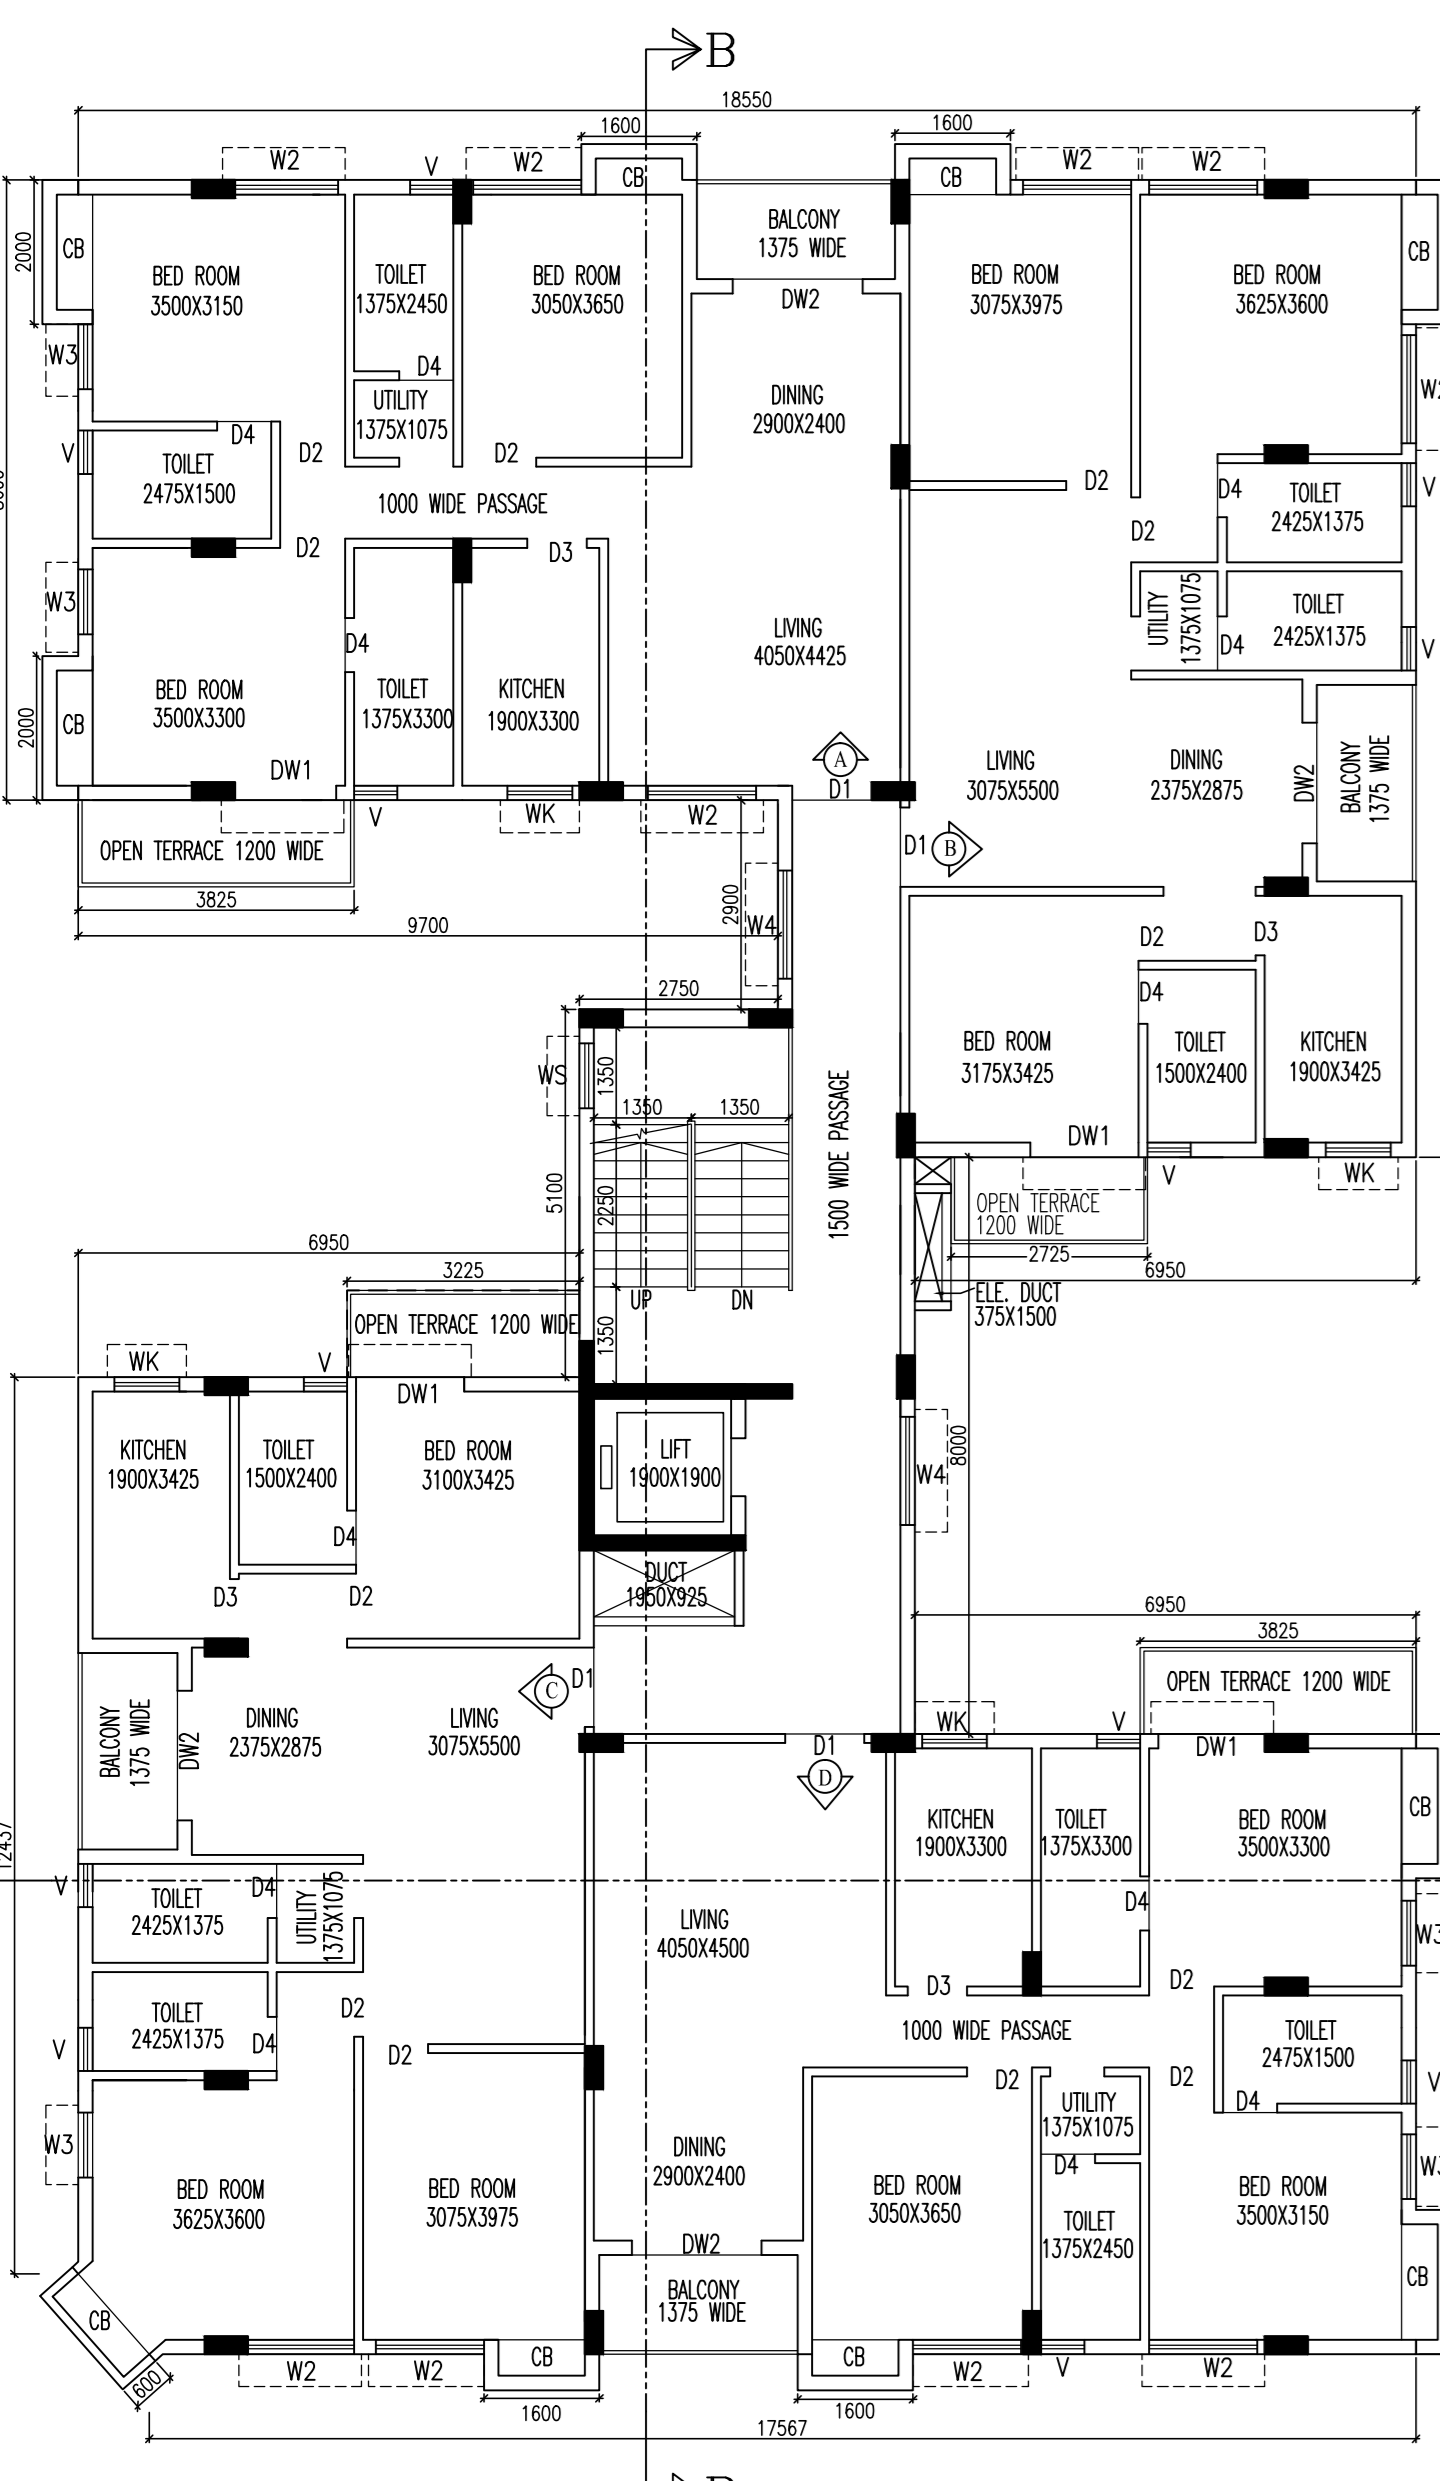 B
18550
1600
1600
W2
V
W2
CB
CB
W2
W2
2000
CB
BED ROOM
3500X3150
TOILET
1375X2450
BED ROOM
3050X3650
BALCONY
1375 WIDE
DW2
BED ROOM
3075X3975
BED ROOM
3625X3600
CB
W3
D4
UTILITY
1375X1075
DINING
2900X2400
W2
V
D4
TOILET
2475X1500
D2
D2
1000 WIDE PASSAGE
D2
D3
D2
D2
D4
TOILET
2425X1375
V
W3
UTILITY
1375X1075
TOILET
2425X1375
D4
V
D4
LIVING
4050X4425
2000
CB
BED ROOM
3500X3300
TOILET
1375X3300
KITCHEN
1900X3300
DW1
A
D1
LIVING
3075X5500
DINING
2375X2875
DW2
BALCONY
1375 WIDE
V
WK
W2
OPEN TERRACE 1200 WIDE
D1
B
3825
9700
2900
W4
D2
D3
D4
2750
BED ROOM
3175X3425
TOILET
1500X2400
KITCHEN
1900X3425
WS
1350
1350
1350
1500 WIDE PASSAGE
DW1
V
WK
5100
2250
OPEN TERRACE
1200 WIDE
2725
6950
6950
3225
UP
DN
ELE. DUCT
375X1500
OPEN TERRACE 1200 WIDE
1350
WK
V
DW1
KITCHEN
1900X3425
TOILET
1500X2400
BED ROOM
3100X3425
LIFT
1900X1900
W4
8000
D4
D3
D2
DUCT
1950X925
6950
3825
C
D1
OPEN TERRACE 1200 WIDE
BALCONY
1375 WIDE
DW2
DINING
2375X2875
LIVING
3075X5500
D1
D
WK
V
DW1
KITCHEN
1900X3300
TOILET
1375X3300
BED ROOM
3500X3300
CB
12437
V
TOILET
2425X1375
D4
UTILITY
1375X1075
LIVING
4050X4500
D4
W3
D3
D2
TOILET
2425X1375
D4
D2
D2
1000 WIDE PASSAGE
TOILET
2475X1500
V
V
D2
UTILITY
1375X1075
D2
D4
W3
DINING
2900X2400
D4
W3
BED ROOM
3625X3600
BED ROOM
3075X3975
BED ROOM
3050X3650
TOILET
1375X2450
BED ROOM
3500X3150
DW2
BALCONY
1375 WIDE
CB
CB
600
W2
W2
CB
CB
W2
V
W2
1600
1600
17567